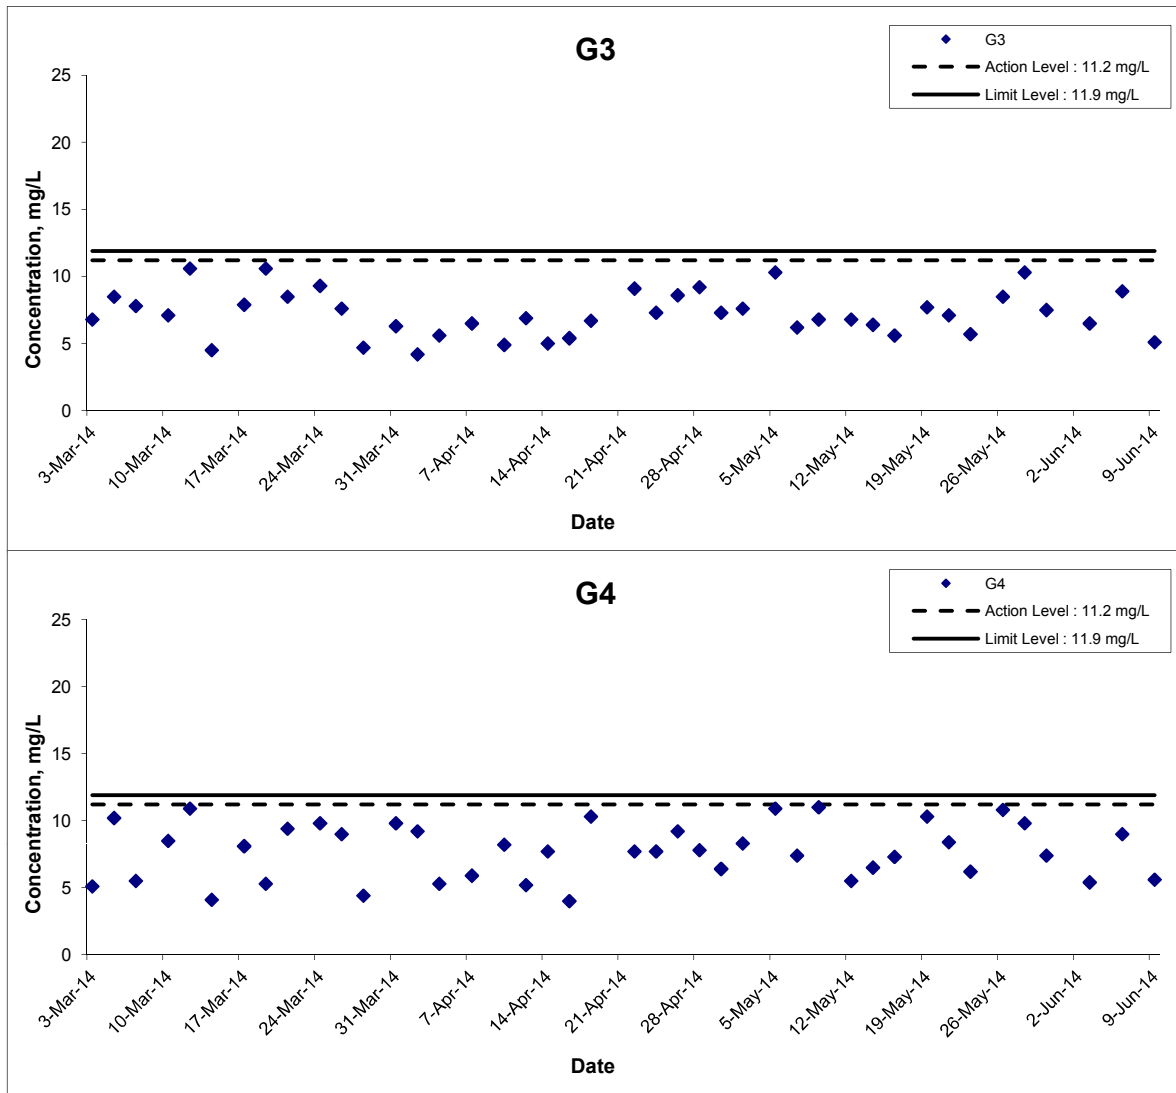 G3
G3
Action Level : 11.2 mg/L
Limit Level : 11.9 mg/L
25
20
15
10
5
0
Concentration, mg/L
3-Mar-14
10-Mar-14
17-Mar-14
24-Mar-14
31-Mar-14
7-Apr-14
14-Apr-14
21-Apr-14
28-Apr-14
5-May-14
12-May-14
19-May-14
26-May-14
2-Jun-14
9-Jun-14
Date
G4
G4
Action Level : 11.2 mg/L
Limit Level : 11.9 mg/L
25
20
15
10
5
0
Concentration, mg/L
3-Mar-14
10-Mar-14
17-Mar-14
24-Mar-14
31-Mar-14
7-Apr-14
14-Apr-14
21-Apr-14
28-Apr-14
5-May-14
12-May-14
19-May-14
26-May-14
2-Jun-14
9-Jun-14
Date